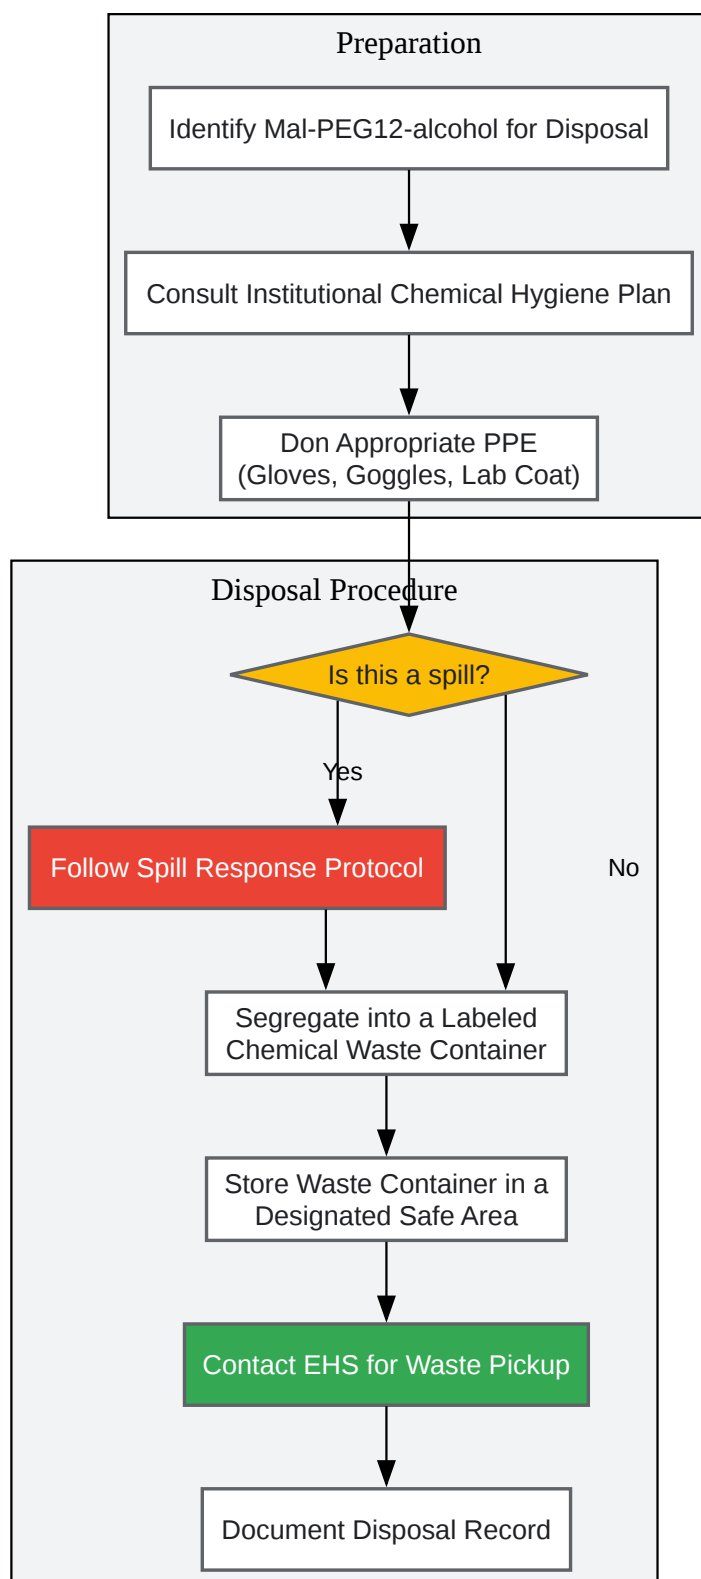 Preparation
Identify Mal-PEG12-alcohol for Disposal
Consult Institutional Chemical Hygiene Plan
Don Appropriate PPE
(Gloves, Goggles, Lab Coat)
Disposal Procedure
Is this a spill?
Yes
Follow Spill Response Protocol
No
Segregate into a Labeled
Chemical Waste Container
Store Waste Container in a
Designated Safe Area
Contact EHS for Waste Pickup
Document Disposal Record